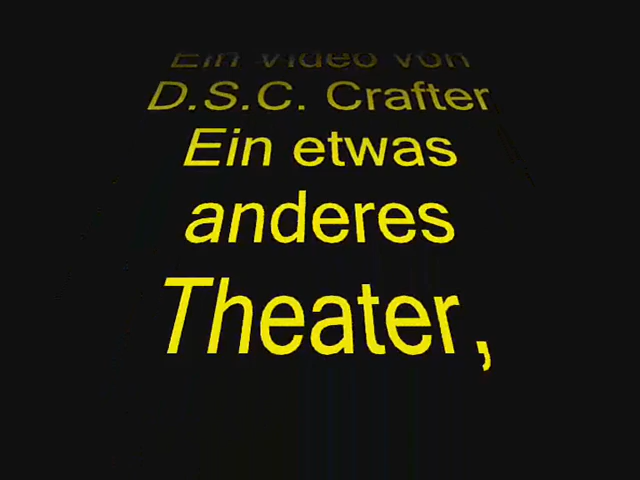 Ein Video von
D.S.C. Crafter
Ein etwas
anderes
Theater,